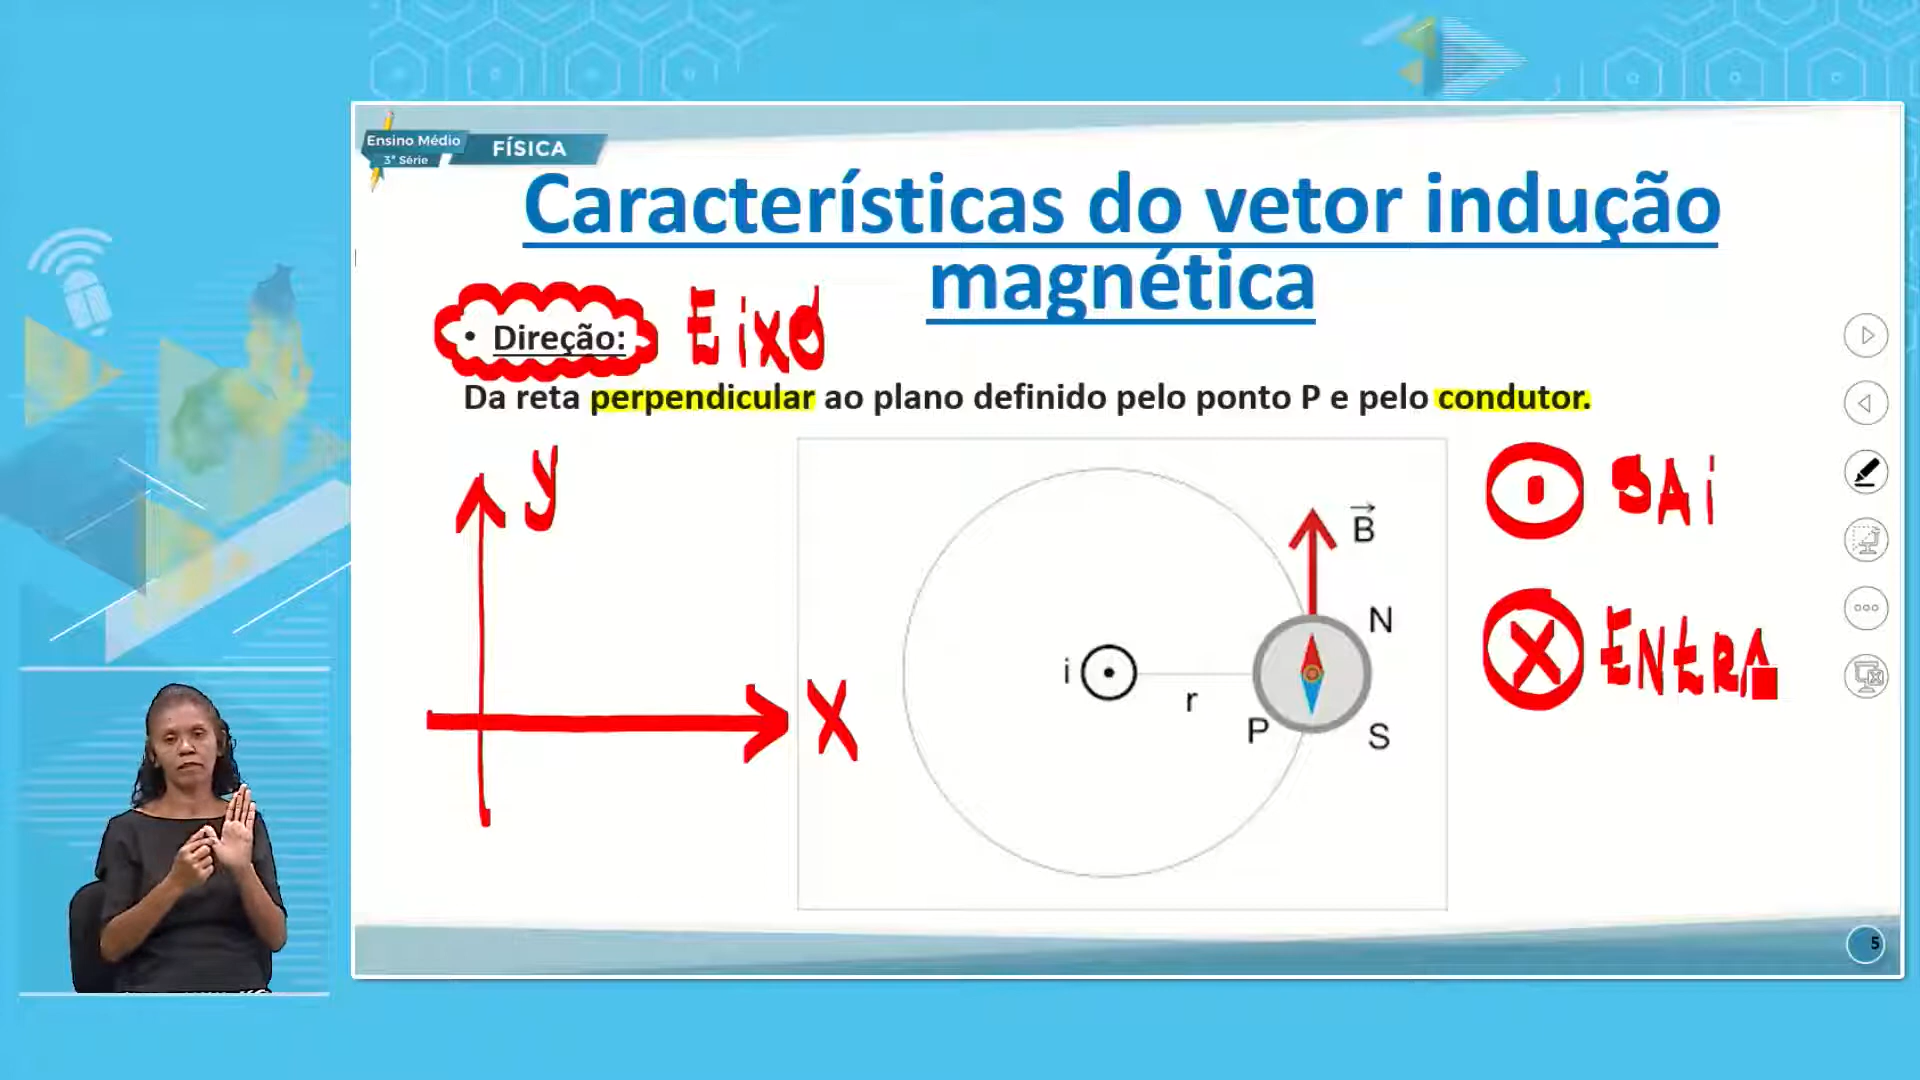 Ensino Médio
3ª Série
FÍSICA
Características do vetor indução
magnética
• Direção: EixO
Da reta perpendicular ao plano definido pelo ponto P e pelo condutor.
y
X
B
N
i
r
P
S
SAi
ENTRA
5